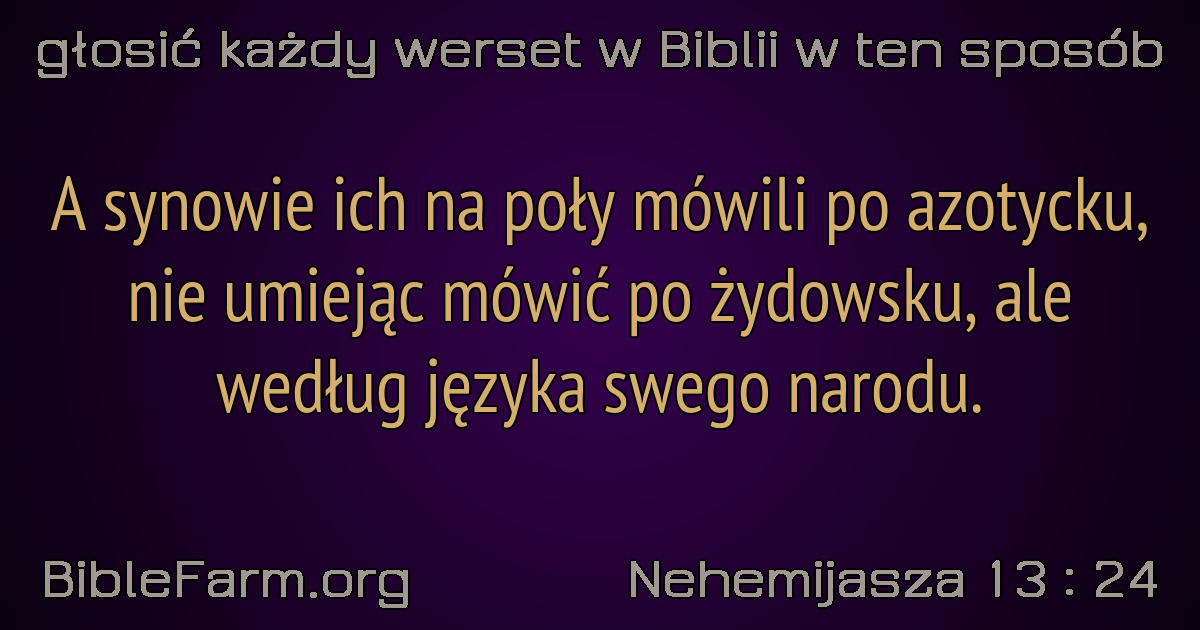 głosić każdy werset w Biblii w ten sposób
A synowie ich na poły mówili po azotycku,
nie umiejąc mówić po żydowsku, ale
według języka swego narodu.
BibleFarm.org
Nehemijasza 13 : 24